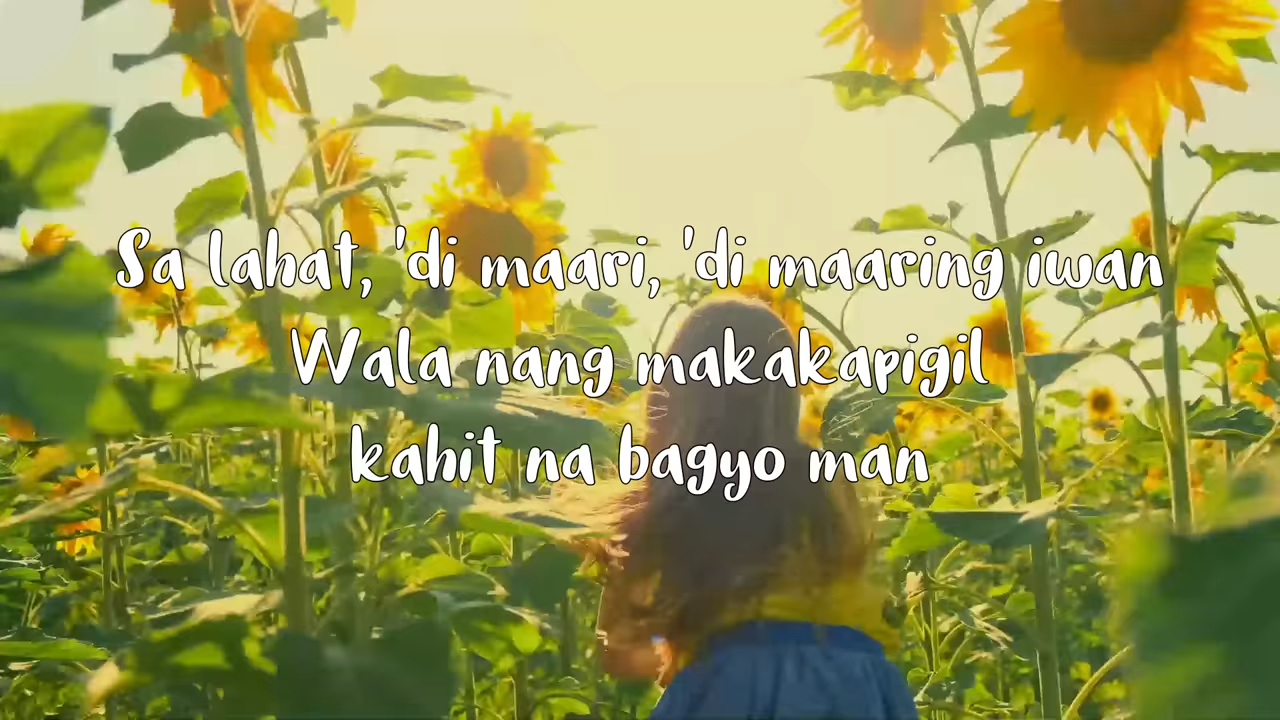 Sa lahat, 'di maari, 'di maaring iwan
Wala nang makakapigil
kahit na bagyo man